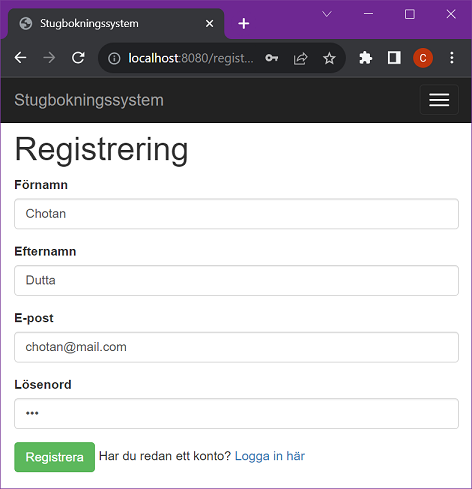 Stugbokningssystem
localhost:8080/regist...
C
Stugbokningssystem
Registrering
Förnamn
Chotan
Efternamn
Dutta
E-post
chotan@mail.com
Lösenord
•••
Registrera Har du redan ett konto? Logga in här